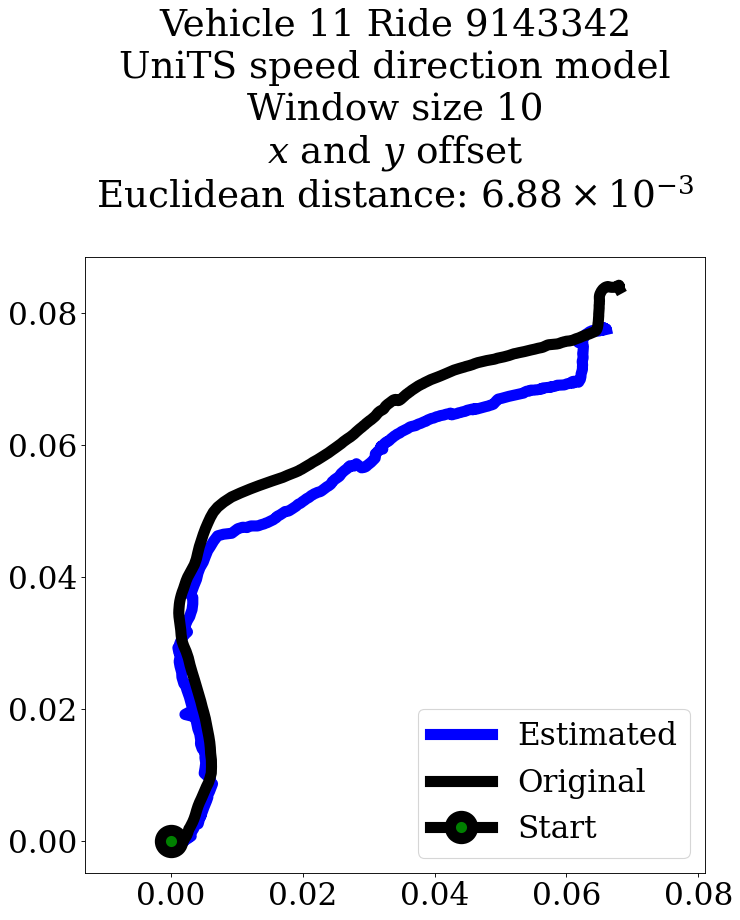 Vehicle 11 Ride 9143342
UniTS speed direction model
Window size 10
x and y offset
Euclidean distance: 6.88 × 10⁻³
0.08
0.06
0.04
0.02
0.00
Estimated
Original
Start
0.00 0.02 0.04 0.06 0.08